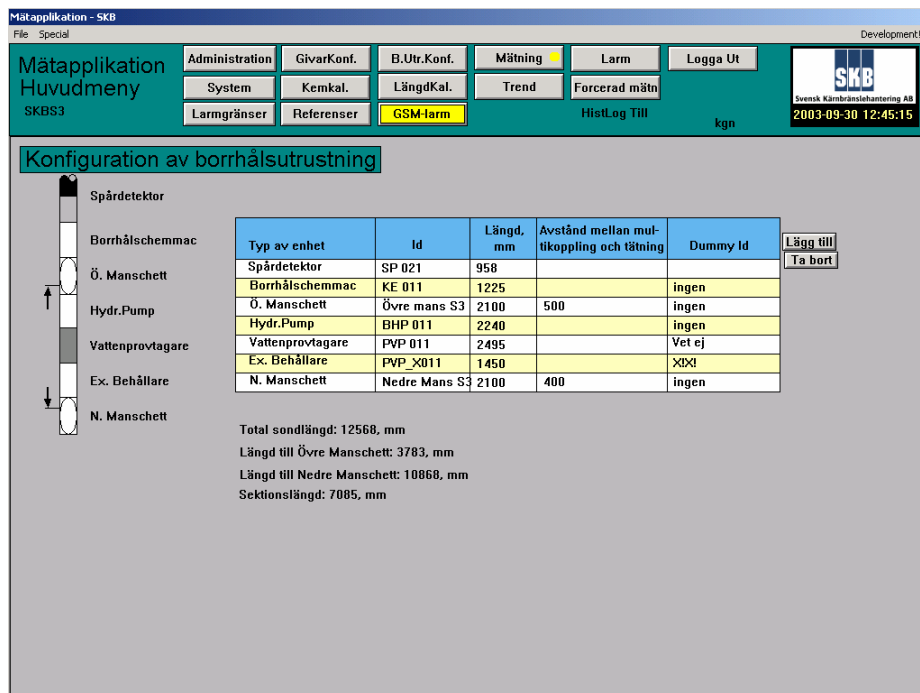 Mätapplikation - SKB
File Special Development!
Mätapplikation
Huvudmeny
SKBS3
Administration GivarKonf. B.Utr.Konf. Mätning Larm Logga Ut
System Kemkal. LängdKal. Trend Forcerad mätn
Larmgränser Referenser GSM-larm HistLog Till kgn
SKB
Svensk Kärnbränslehantering AB
2003-09-30 12:45:15
Konfiguration av borrhålsutrustning
Spårdetektor
Borrhålschemmac
Ö. Manschett
Hydr.Pump
Vattenprovtagare
Ex. Behållare
N. Manschett
Typ av enhet Id Längd, mm Avstånd mellan mul-tikoppling och tätning Dummy Id
Spårdetektor SP 021 958
Borrhålschemmac KE 011 1225 ingen
Ö. Manschett Övre mans S3 2100 500 ingen
Hydr.Pump BHP 011 2240 ingen
Vattenprovtagare PVP 011 2495 Vet ej
Ex. Behållare PVP_X011 1450 X!X!
N. Manschett Nedre Mans S3 2100 400 ingen
Lägg till
Ta bort
Total sondlängd: 12568, mm
Längd till Övre Manschett: 3783, mm
Längd till Nedre Manschett: 10868, mm
Sektionslängd: 7085, mm